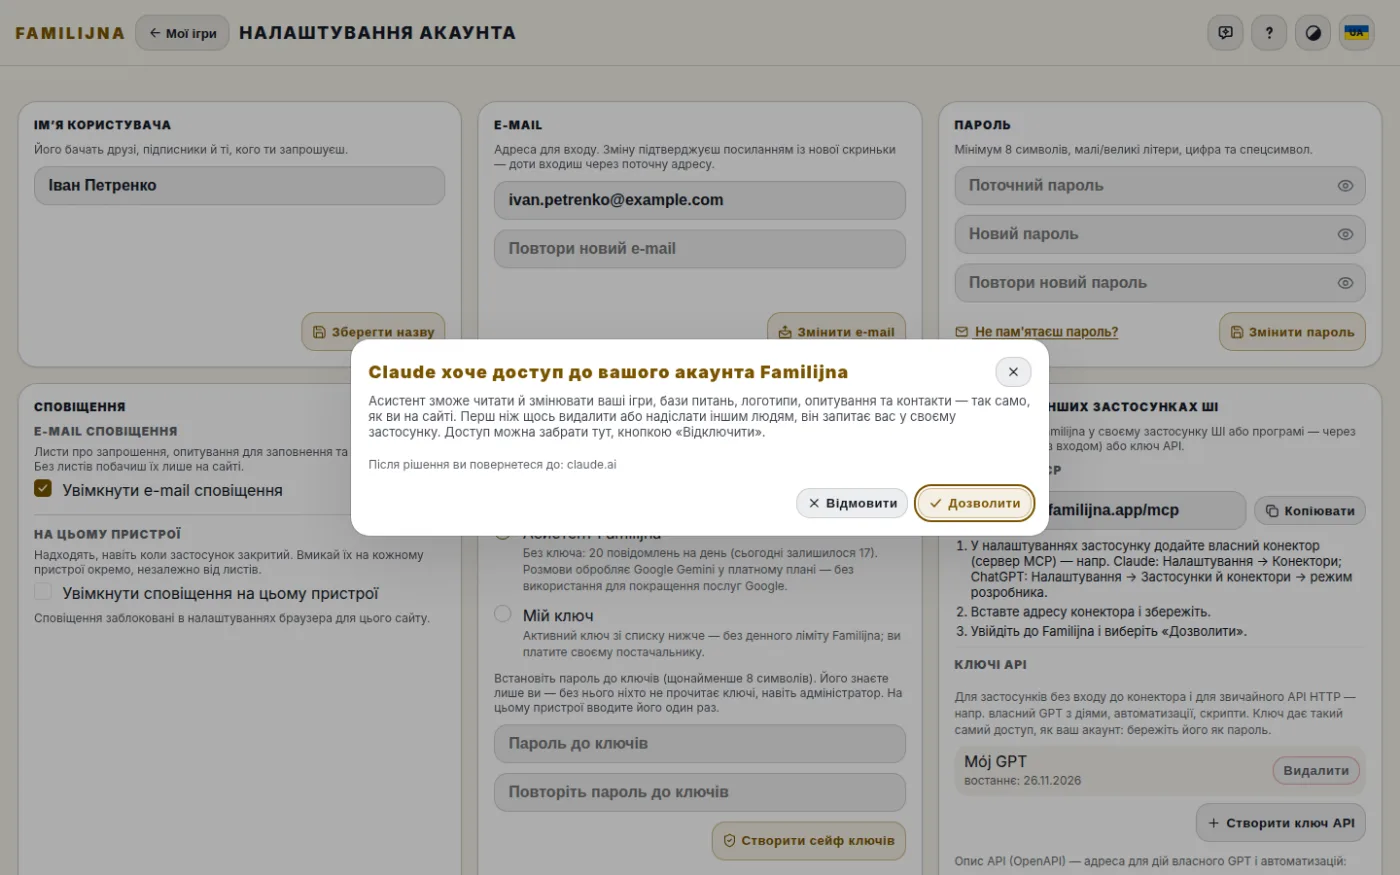 FAMILIJNA
Мої ігри
НАЛАШТУВАННЯ АКАУНТА
?
UA
ІМ'Я КОРИСТУВАЧА
Його бачать друзі, підписники й ті, кого ти запрошуєш.
Іван Петренко
Зберегти назву
E-MAIL
Адреса для входу. Зміну підтверджуєш посиланням із нової скриньки
— доти входиш через поточну адресу.
ivan.petrenko@example.com
Повтори новий e-mail
Змінити e-mail
ПАРОЛЬ
Мінімум 8 символів, малі/великі літери, цифра та спецсимвол.
Поточний пароль
Новий пароль
Повтори новий пароль
Не пам'ятаєш пароль?
Змінити пароль
Claude хоче доступ до вашого акаунта Familijna
Асистент зможе читати й змінювати ваші ігри, бази питань, логотипи, опитування та контакти — так само,
як ви на сайті. Перш ніж щось видалити або надіслати іншим людям, він запитає вас у своєму
застосунку. Доступ можна забрати тут, кнопкою «Відключити».
Після рішення ви повернетеся до: claude.ai
Відмовити
Дозволити
СПОВІЩЕННЯ
E-MAIL СПОВІЩЕННЯ
Листи про запрошення, опитування для заповнення та
Без листів побачиш їх лише на сайті.
Увімкнути e-mail сповіщення
НА ЦЬОМУ ПРИСТРОЇ
Надходять, навіть коли застосунок закритий. Вмикай їх на кожному
пристрої окремо, незалежно від листів.
Увімкнути сповіщення на цьому пристрої
Сповіщення заблоковані в налаштуваннях браузера для цього сайту.
Асистент Familijna
Без ключа: 20 повідомлень на день (сьогодні залишилося 17).
Розмови обробляє Google Gemini у платному плані — без
використання для покращення послуг Google.
Мій ключ
Активний ключ зі списку нижче — без денного ліміту Familijna; ви
платите своєму постачальнику.
Встановіть пароль до ключів (щонайменше 8 символів). Його знаєте
лише ви — без нього ніхто не прочитає ключі, навіть адміністратор. На
цьому пристрої вводите його один раз.
Пароль до ключів
Повторіть пароль до ключів
Створити сейф ключів
НШИХ ЗАСТОСУНКАХ ШІ
milijna у своєму застосунку ШІ або програмі — через
з входом) або ключ API.
CP
familijna.app/mcp
Копіювати
1. У налаштуваннях застосунку додайте власний конектор
(сервер MCP) — напр. Claude: Налаштування → Конектори;
ChatGPT: Налаштування → Застосунки й конектори → режим
розробника.
2. Вставте адресу конектора і збережіть.
3. Увійдіть до Familijna і виберіть «Дозволити».
КЛЮЧІ API
Для застосунків без входу до конектора і для звичайного API HTTP —
напр. власний GPT з діями, автоматизації, скрипти. Ключ дає такий
самий доступ, як ваш акаунт: бережіть його як пароль.
Mój GPT
востаннє: 26.11.2026
Видалити
Створити ключ API
Опис API (OpenAPI) — адреса для дій власного GPT і автоматизацій: